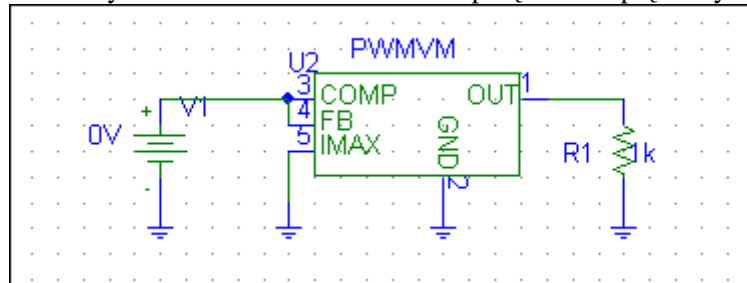 PWMVM
U2
3
COMP
OUT
1
+
V1
4
FB
0V
5
IMAX
GND
2
R1
1k
-